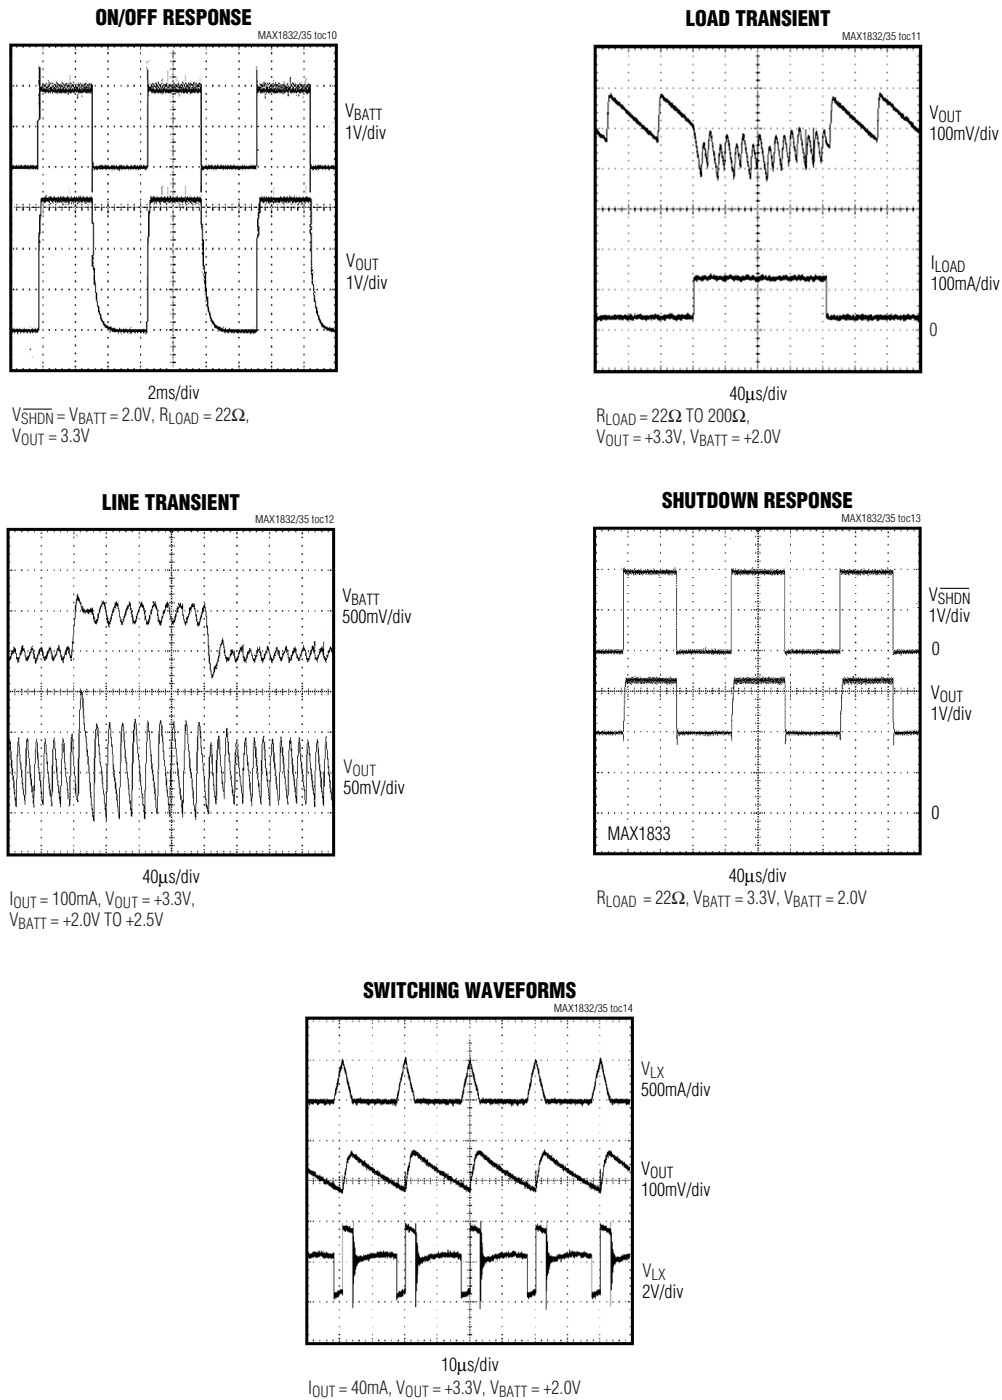 ON/OFF RESPONSE
MAX1832/35 toc10
VBATT
1V/div
VOUT
1V/div
2ms/div
VSHDN = VBATT = 2.0V, RLOAD = 22Ω,
VOUT = 3.3V
LOAD TRANSIENT
MAX1832/35 toc11
VOUT
100mV/div
ILOAD
100mA/div
0
40μs/div
RLOAD = 22Ω TO 200Ω,
VOUT = +3.3V, VBATT = +2.0V
LINE TRANSIENT
MAX1832/35 toc12
VBATT
500mV/div
VOUT
50mV/div
40μs/div
IOUT = 100mA, VOUT = +3.3V,
VBATT = +2.0V TO +2.5V
SHUTDOWN RESPONSE
MAX1832/35 toc13
VSHDN
1V/div
0
VOUT
1V/div
0
MAX1833
40μs/div
RLOAD = 22Ω, VBATT = 3.3V, VBATT = 2.0V
SWITCHING WAVEFORMS
MAX1832/35 toc14
VLX
500mA/div
VOUT
100mV/div
VLX
2V/div
10μs/div
IOUT = 40mA, VOUT = +3.3V, VBATT = +2.0V